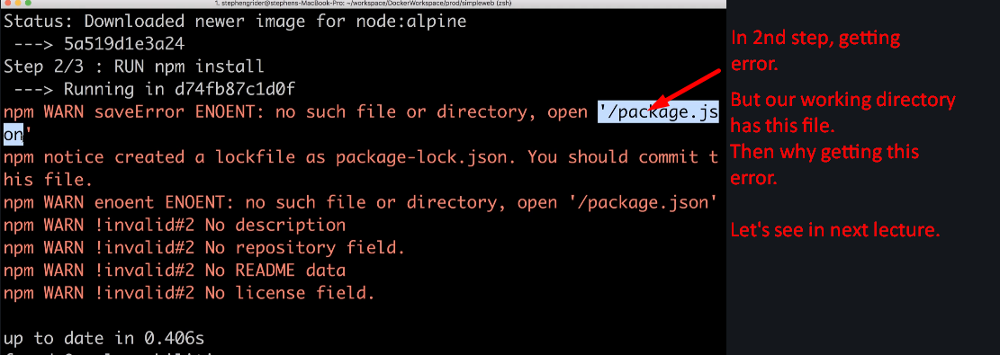 1. stephengrider@stephens-MacBook-Pro: ~/workspace/DockerWorkspace/prod/simpleweb (zsh)
Status: Downloaded newer image for node:alpine
---> 5a519d1e3a24
Step 2/3 : RUN npm install
---> Running in d74fb87c1d0f
npm WARN saveError ENOENT: no such file or directory, open '/package.js
on'
npm notice created a lockfile as package-lock.json. You should commit t
his file.
npm WARN enoent ENOENT: no such file or directory, open '/package.json'
npm WARN !invalid#2 No description
npm WARN !invalid#2 No repository field.
npm WARN !invalid#2 No README data
npm WARN !invalid#2 No license field.
up to date in 0.406s
In 2nd step, getting
error.
But our working directory
has this file.
Then why getting this
error.
Let's see in next lecture.